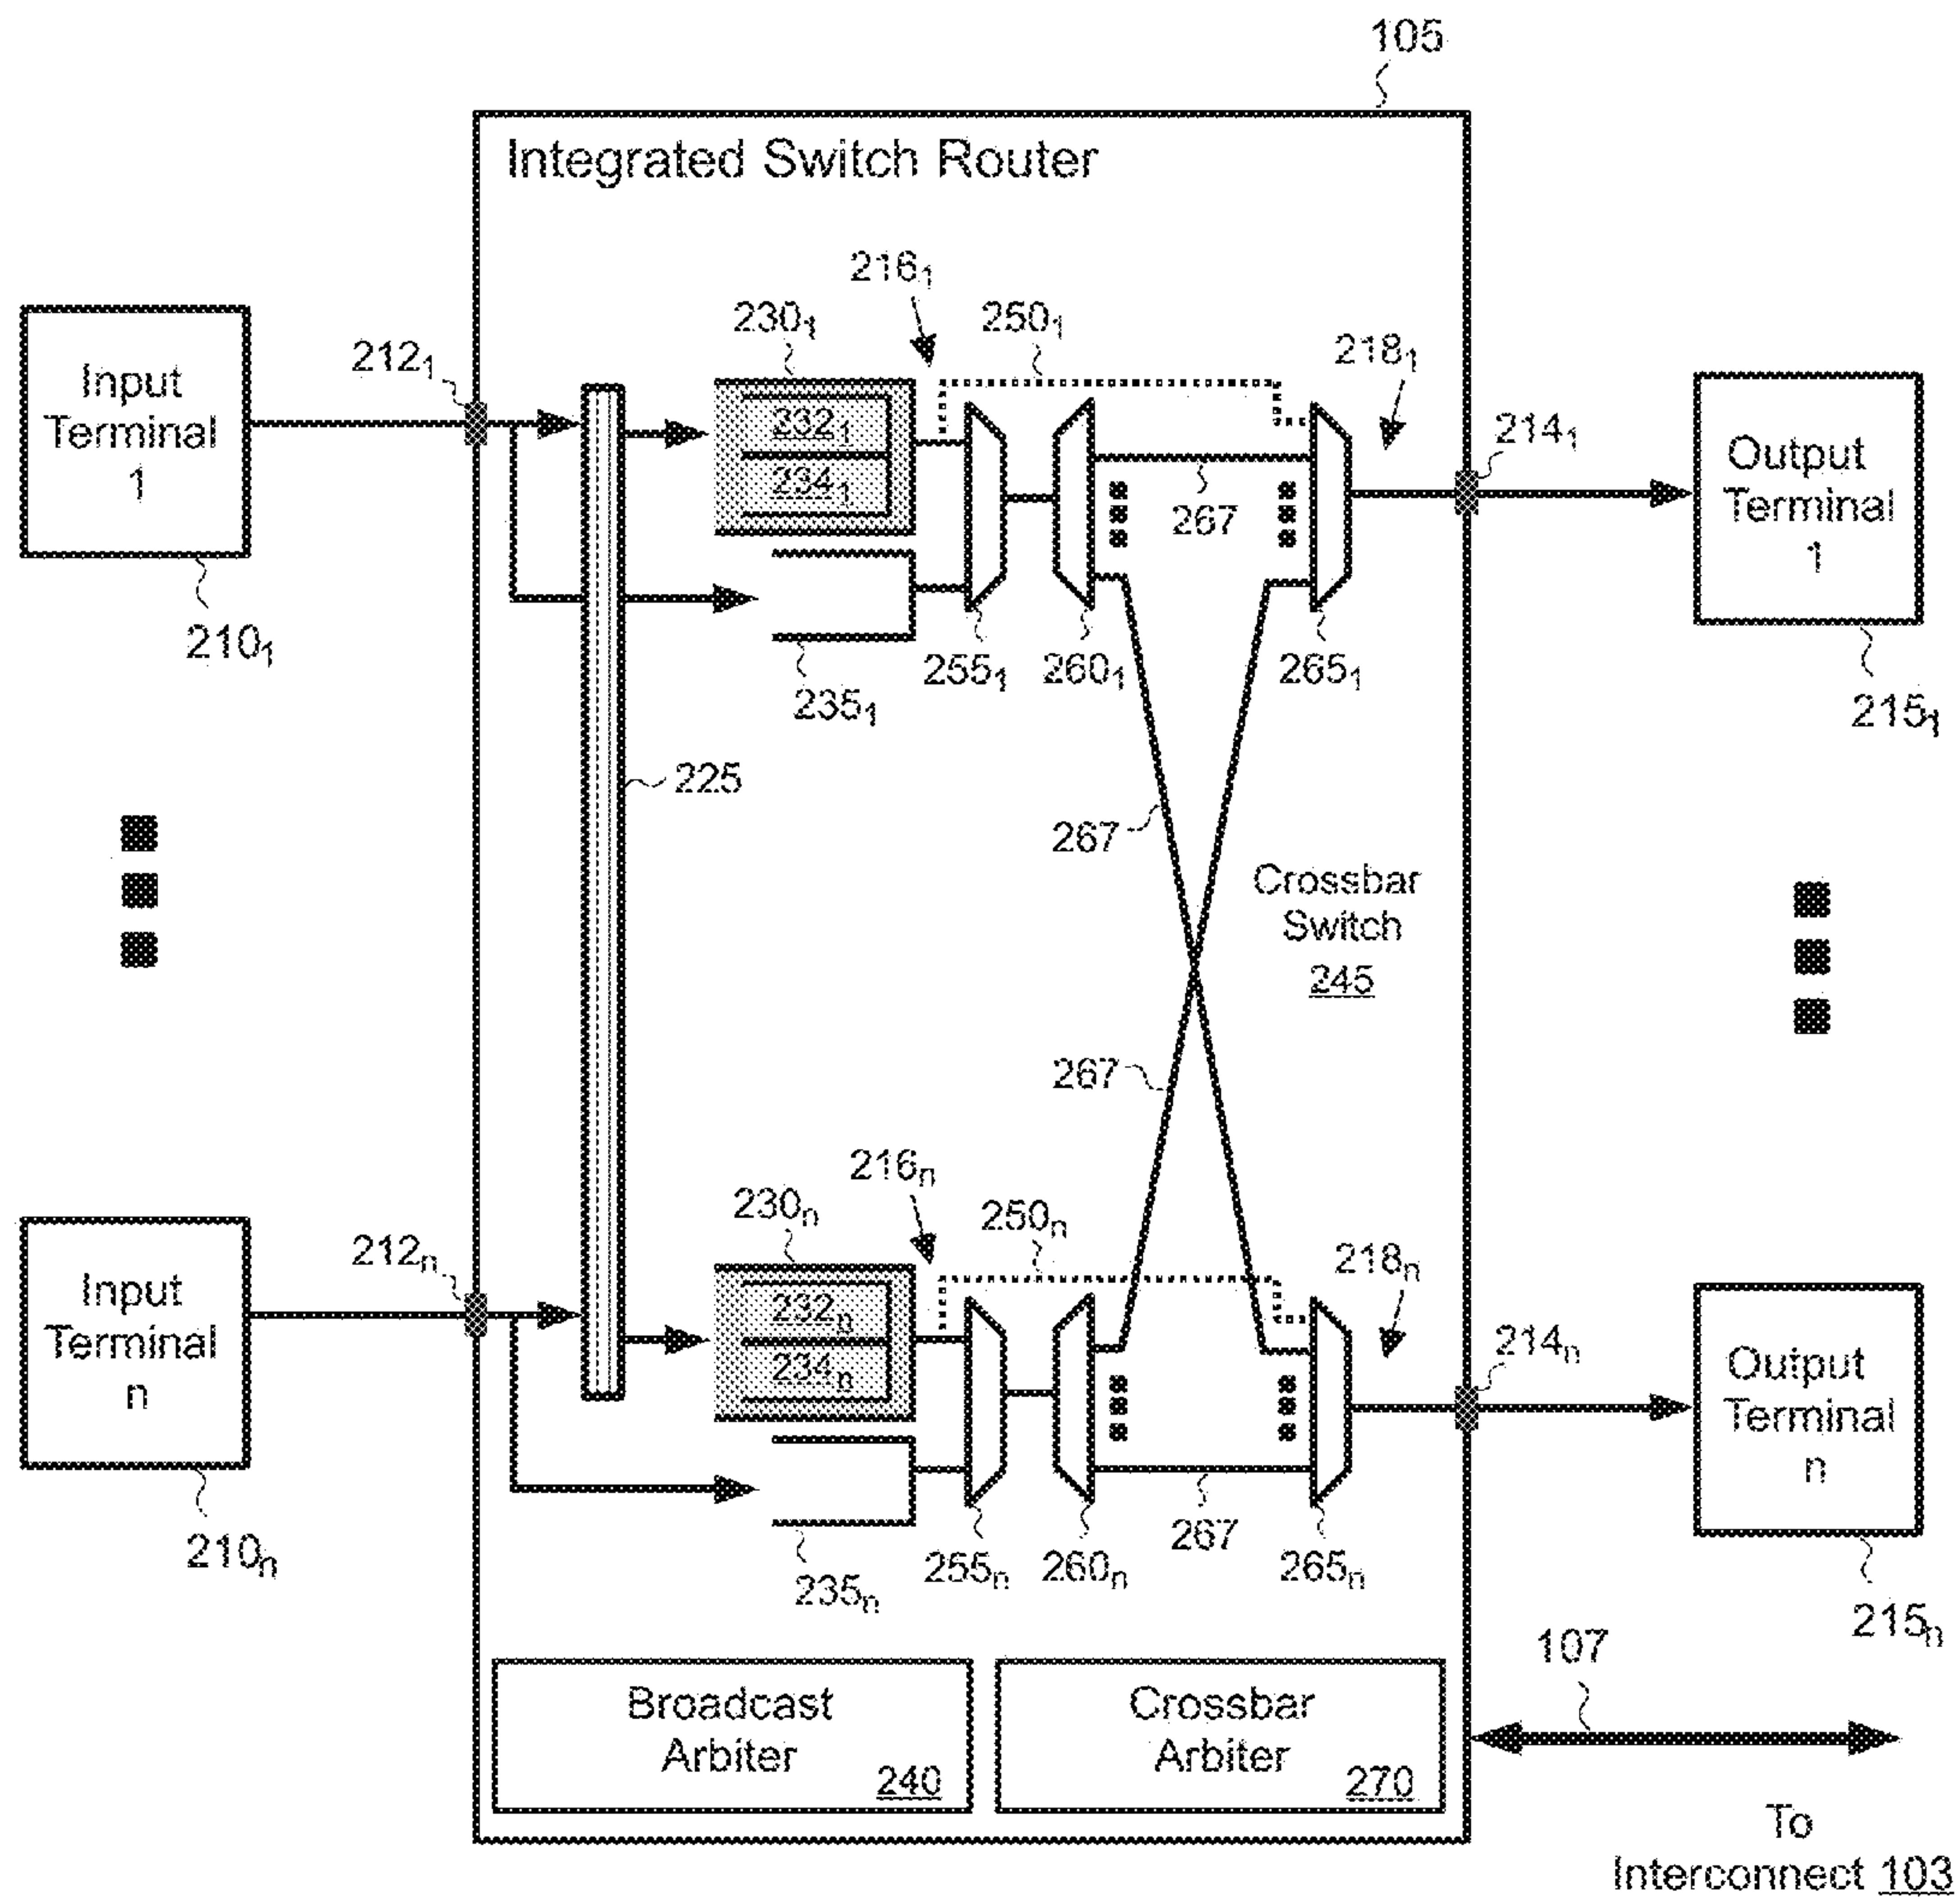 105
Integrated Switch Router
216₁
230₁
250₁
212₁
218₁
Input
Terminal
1
232₁
234₁
214₁
Output
Terminal
1
267
210₁
255₁
260₁
265₁
235₁
215₁
225
267
Crossbar
Switch
245
267
216ₙ
230ₙ
250ₙ
212ₙ
218ₙ
Input
Terminal
n
232ₙ
234ₙ
214ₙ
Output
Terminal
n
267
210ₙ
255ₙ
260ₙ
265ₙ
235ₙ
215ₙ
107
Broadcast
Arbiter
240
Crossbar
Arbiter
270
To
Interconnect 103